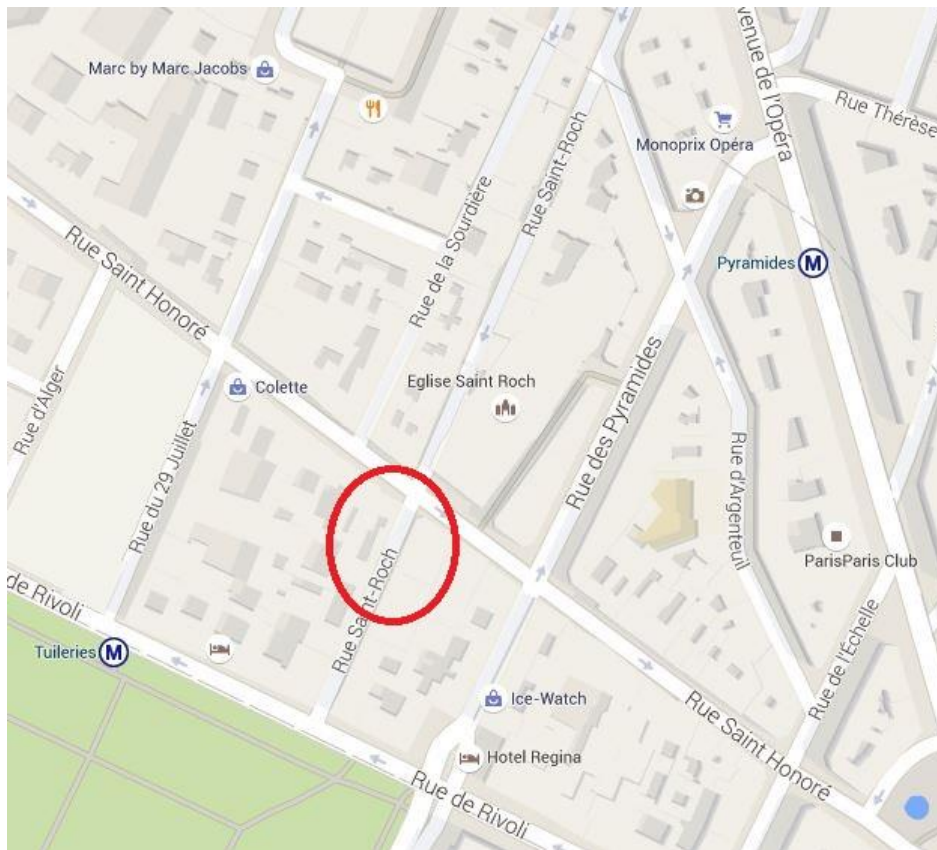 Marc by Marc Jacobs
Avenue de l'Opéra
Rue Thérèse
Monoprix Opéra
Rue Saint-Roch
Rue de la Sourdière
Pyramides M
Rue Saint Honoré
Rue d'Alger
Colette
Eglise Saint Roch
Rue des Pyramides
Rue du 29 Juillet
Rue d'Argenteuil
ParisParis Club
Rue Saint-Roch
de Rivoli
Tuileries M
Rue de l'Échelle
Ice-Watch
Rue Saint Honoré
Hotel Regina
Rue de Rivoli